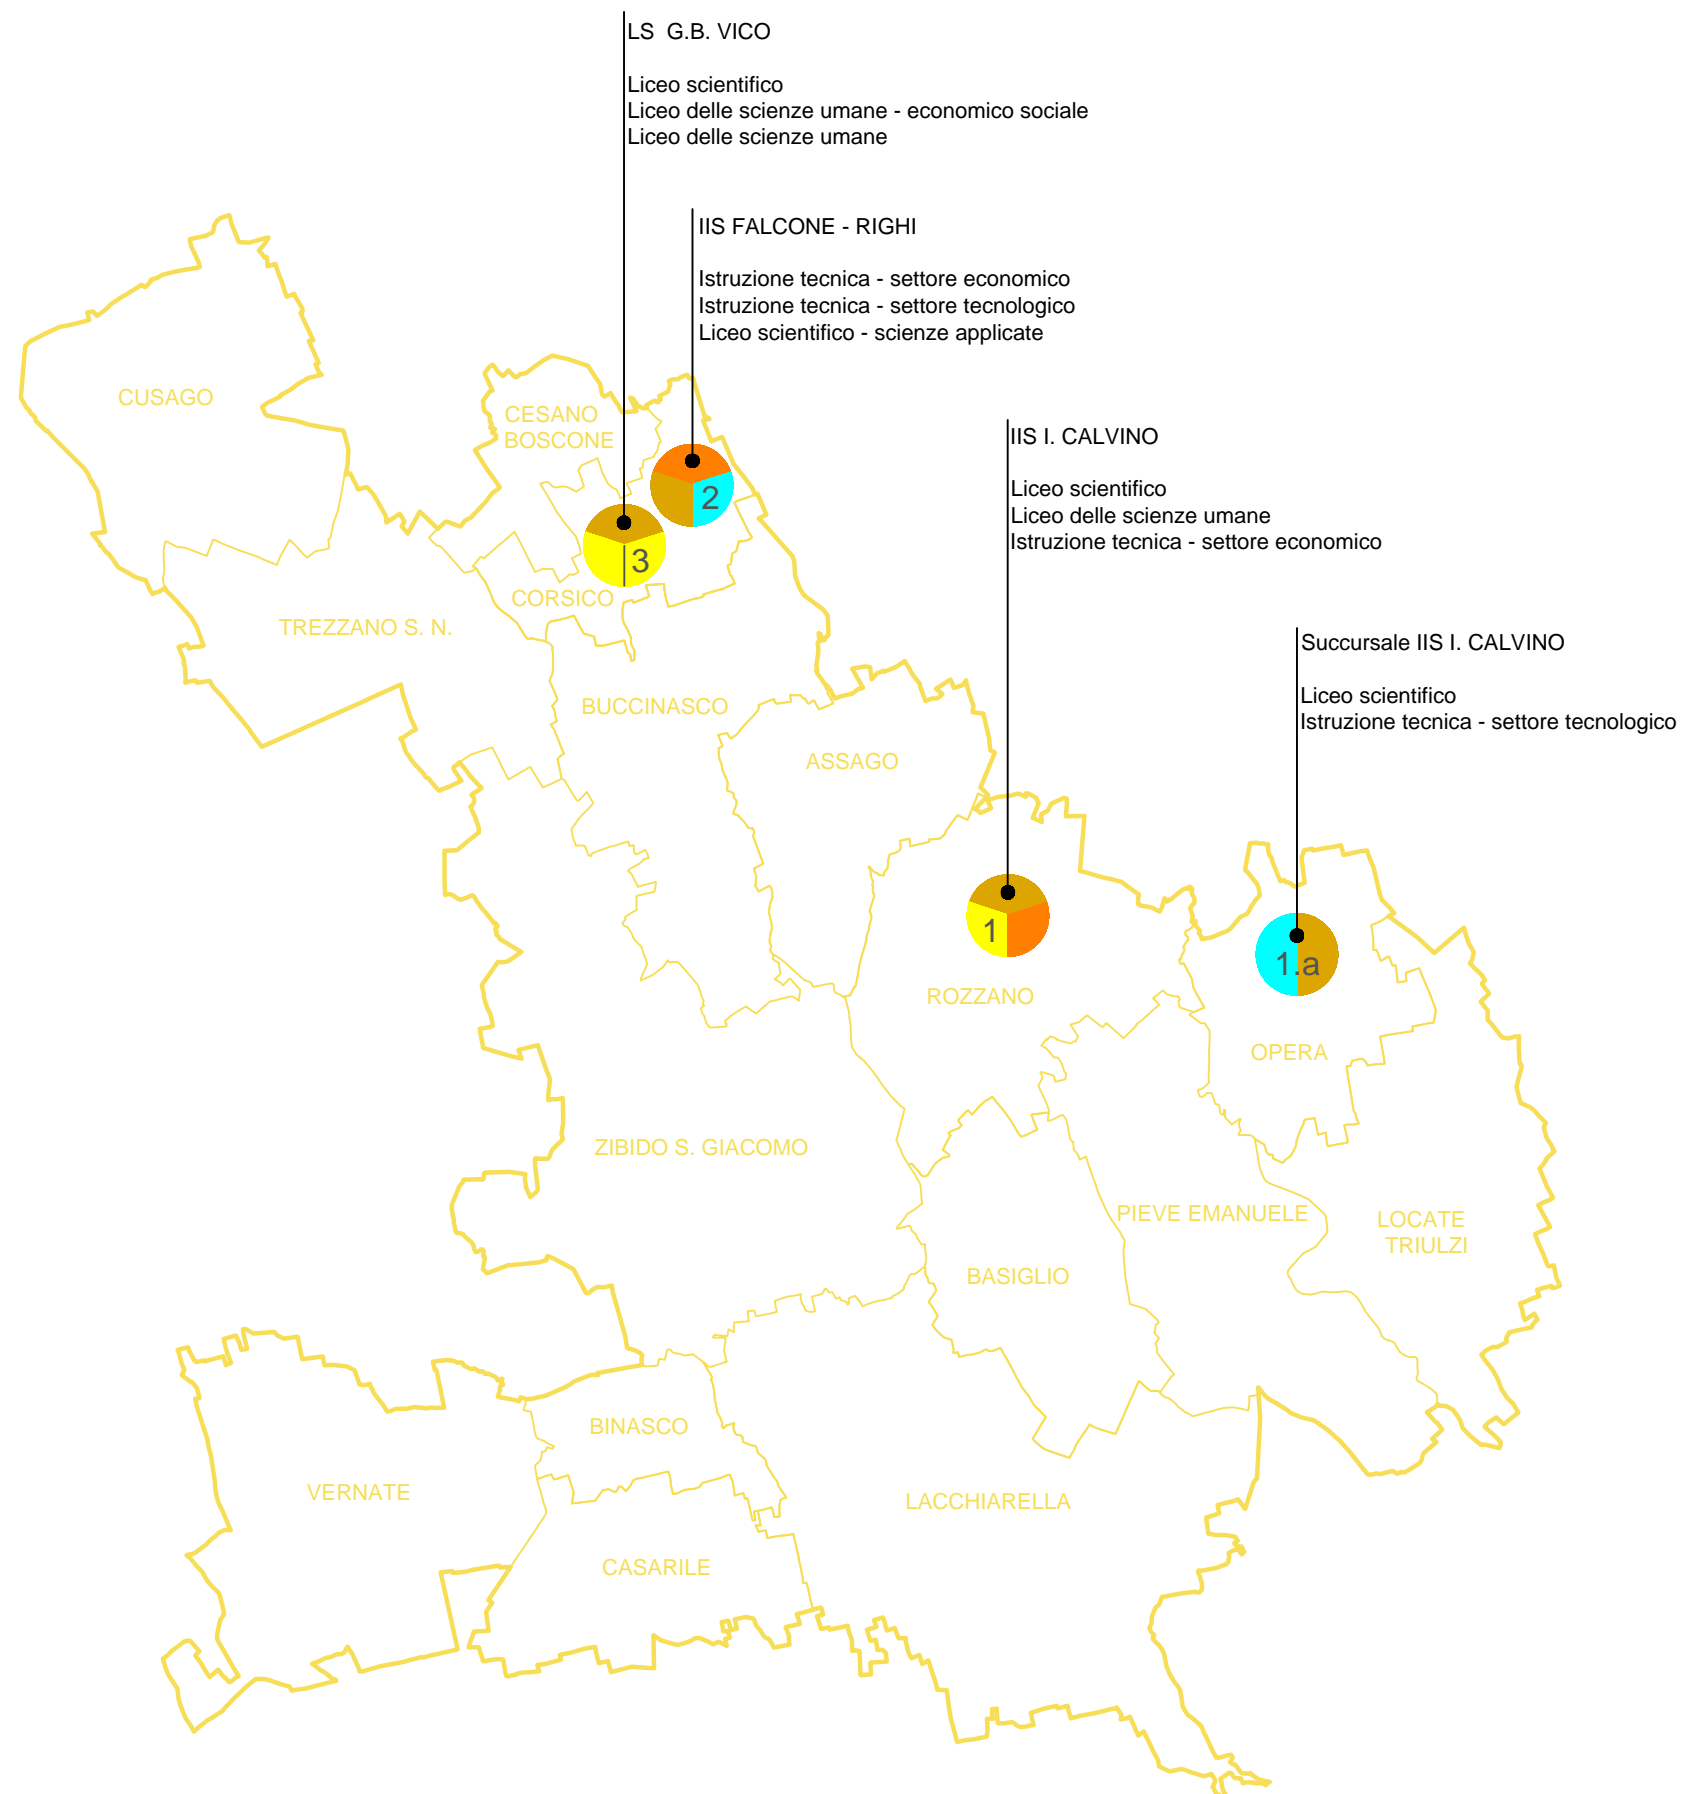 LS G.B. VICO
Liceo scientifico
Liceo delle scienze umane - economico sociale
Liceo delle scienze umane
IIS FALCONE - RIGHI
Istruzione tecnica - settore economico
Istruzione tecnica - settore tecnologico
Liceo scientifico - scienze applicate
CUSAGO
CESANO
BOSCONE
IIS I. CALVINO
Liceo scientifico
Liceo delle scienze umane
Istruzione tecnica - settore economico
2
3
CORSICO
TREZZANO S. N.
Succursale IIS I. CALVINO
Liceo scientifico
Istruzione tecnica - settore tecnologico
BUCCINASCO
ASSAGO
1
1.a
ROZZANO
OPERA
ZIBIDO S. GIACOMO
PIEVE EMANUELE
LOCATE
TRIULZI
BASIGLIO
BINASCO
VERNATE
LACCHIARELLA
CASARILE